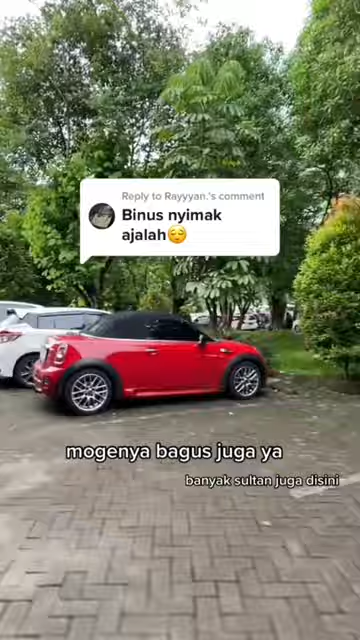 Reply to Rayyyan.'s comment
Binus nyimak
ajalah😌
mogenya bagus juga ya
banyak sultan juga disini